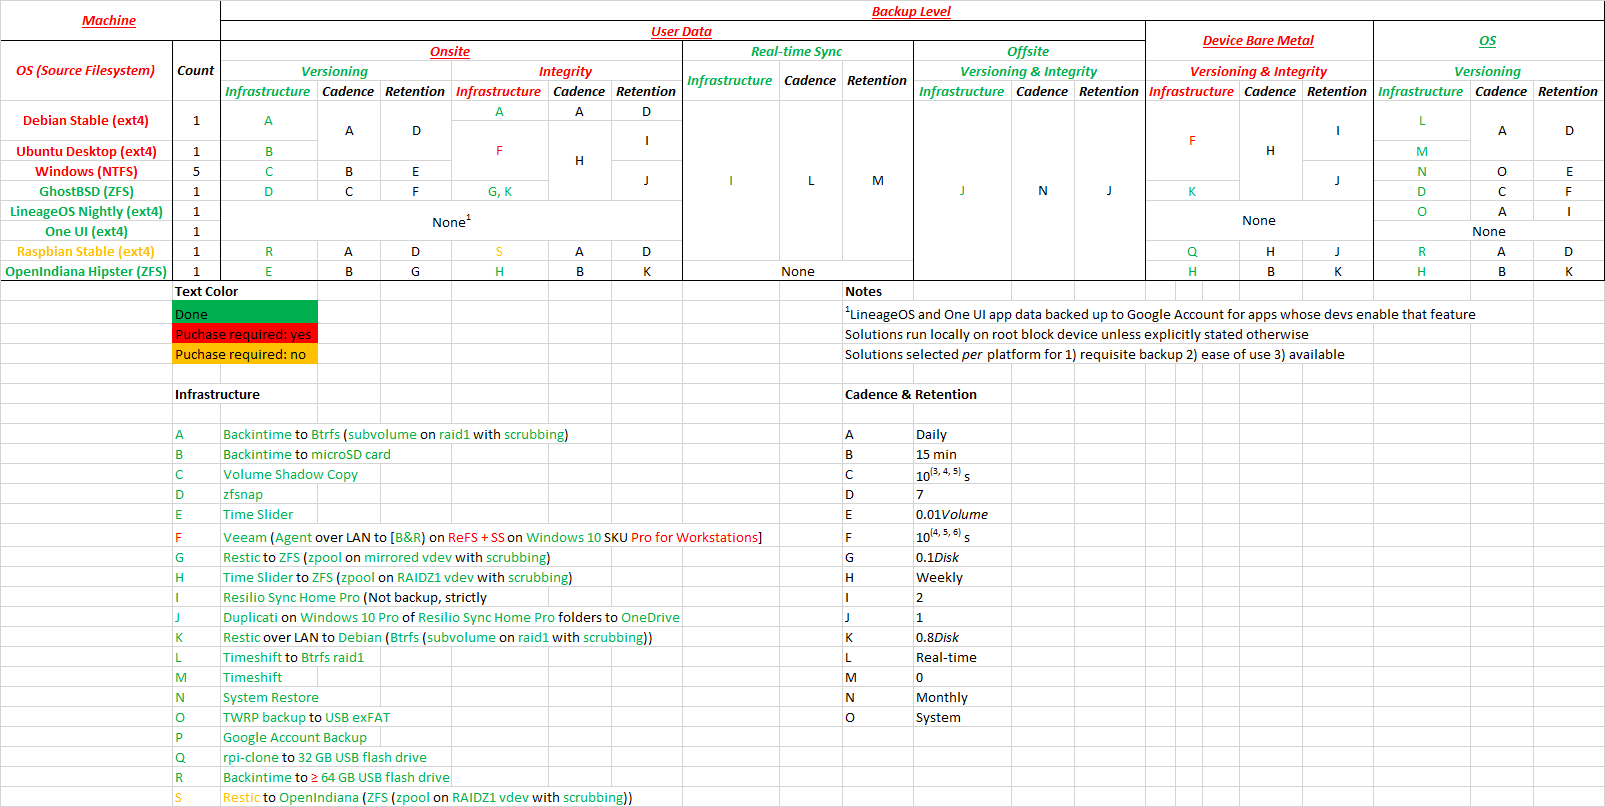 Machine Backup Level
User Data Device Bare Metal OS
OS (Source Filesystem) Count Onsite Real-time Sync Offsite
Versioning Integrity Infrastructure Cadence Retention Versioning & Integrity Versioning & Integrity Versioning
Infrastructure Cadence Retention Infrastructure Cadence Retention Infrastructure Cadence Retention Infrastructure Cadence Retention Infrastructure Cadence Retention
Debian Stable (ext4) 1 A A D A A D I L M J N J F H I L A D
Ubuntu Desktop (ext4) 1 B F H I M
Windows (NTFS) 5 C B E J J N O E
GhostBSD (ZFS) 1 D C F G, K K D C F
LineageOS Nightly (ext4) 1 None1 None O A I
One UI (ext4) 1 None
Raspbian Stable (ext4) 1 R A D S A D Q H J R A D
OpenIndiana Hipster (ZFS) 1 E B G H B K None H B K H B K
Text Color
Done
Puchase required: yes
Puchase required: no
Notes
1LineageOS and One UI app data backed up to Google Account for apps whose devs enable that feature
Solutions run locally on root block device unless explicitly stated otherwise
Solutions selected per platform for 1) requisite backup 2) ease of use 3) available
Infrastructure
A Backintime to Btrfs (subvolume on raid1 with scrubbing)
B Backintime to microSD card
C Volume Shadow Copy
D zfsnap
E Time Slider
F Veeam (Agent over LAN to [B&R) on ReFS + SS on Windows 10 SKU Pro for Workstations]
G Restic to ZFS (zpool on mirrored vdev with scrubbing)
H Time Slider to ZFS (zpool on RAIDZ1 vdev with scrubbing)
I Resilio Sync Home Pro (Not backup, strictly
J Duplicati on Windows 10 Pro of Resilio Sync Home Pro folders to OneDrive
K Restic over LAN to Debian (Btrfs (subvolume on raid1 with scrubbing))
L Timeshift to Btrfs raid1
M Timeshift
N System Restore
O TWRP backup to USB exFAT
P Google Account Backup
Q rpi-clone to 32 GB USB flash drive
R Backintime to ≥ 64 GB USB flash drive
S Restic to OpenIndiana (ZFS (zpool on RAIDZ1 vdev with scrubbing))
Cadence & Retention
A Daily
B 15 min
C 10(3, 4, 5) s
D 7
E 0.01Volume
F 10(4, 5, 6) s
G 0.1Disk
H Weekly
I 2
J 1
K 0.8Disk
L Real-time
M 0
N Monthly
O System